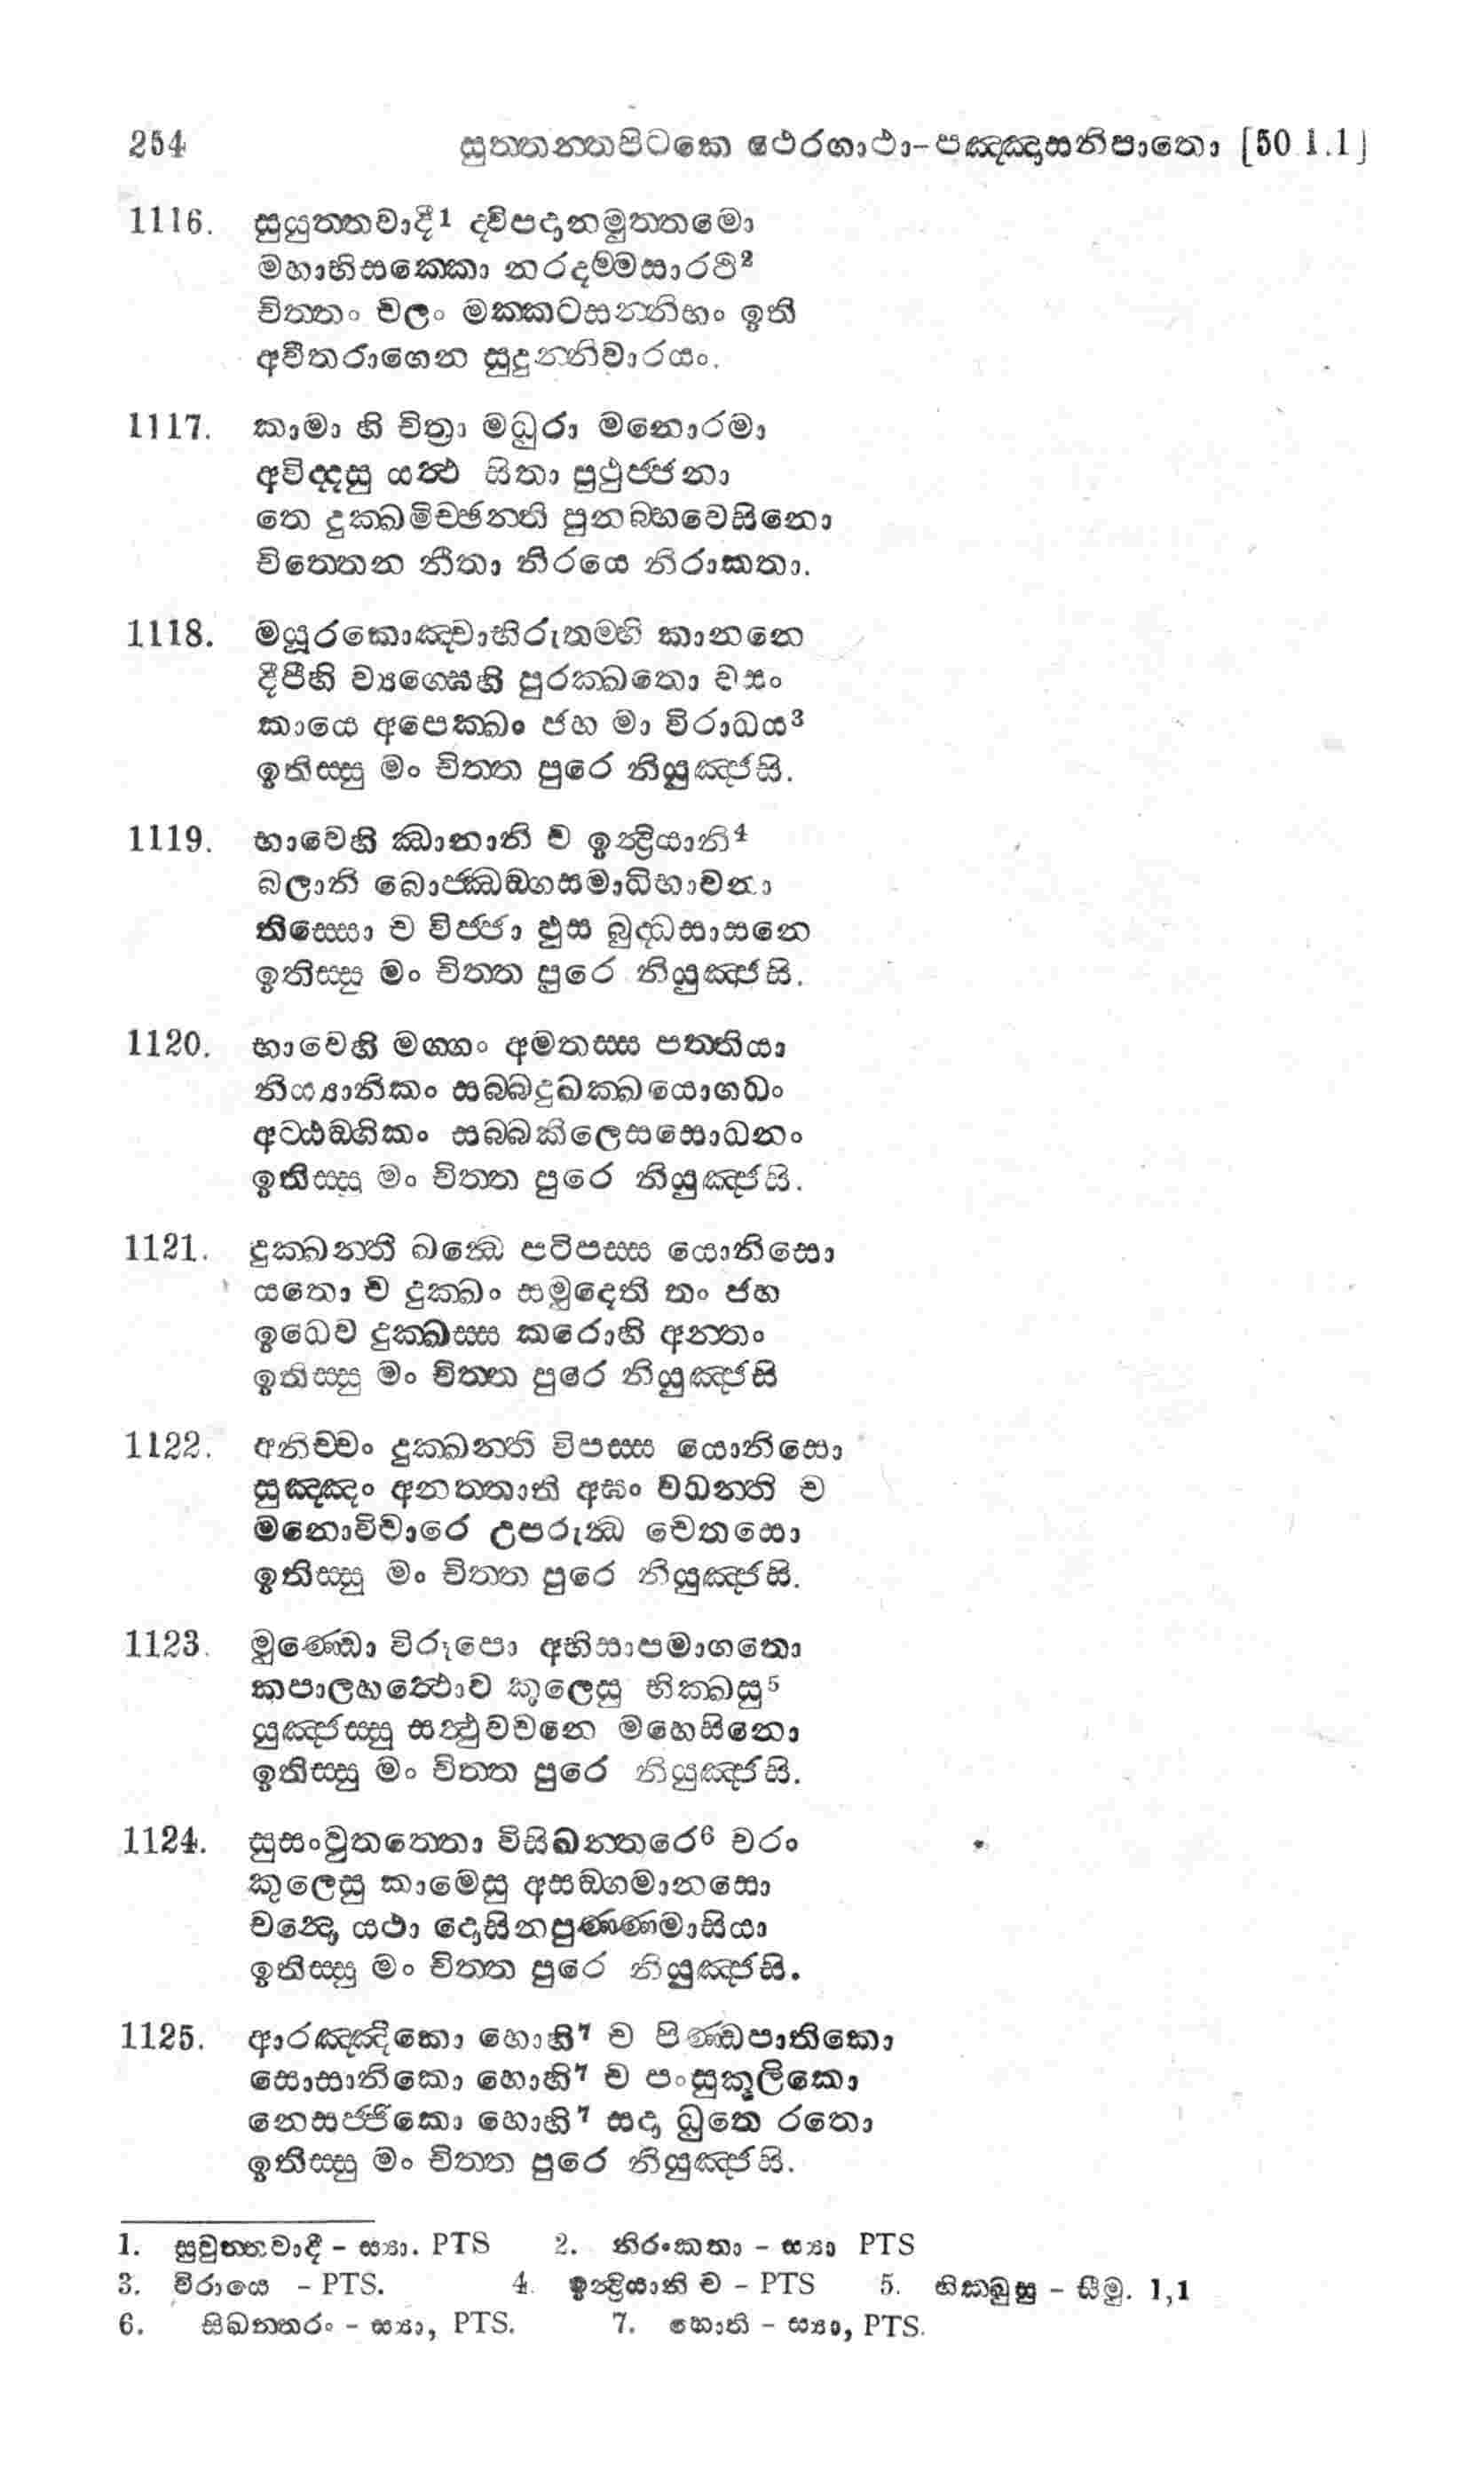 254 සුත්තන්තපිටකෙ ථෙරගාථා-පඤ්ඤාසනිපාතො [50 1.1]
1116. සුයුත්තවාදී¹ ද්විපදානමුත්තමො
මහාභිසක්කො නරදම්මසාරථි²
චිත්තං චලං මක්කටසන්නිභං ඉති
අවීතරාගෙන සුදුන්නිවාරයං.
1117. කාමා හි චිත්‍රා මධුරා මනොරමා
අවිද්දසු යත්‍ථ සිතා පුථුජ්ජනා
තෙ දුක්ඛමිච්ඡන්ති පුනබ්භවෙසිනො
චිත්තෙන නීතා නිරයෙ නිරාකතා.
1118. මයූරකොඤ්චාභිරුතම්හි කානනෙ
දීපීහි ව්‍යග්ඝෙහි පුරක්ඛතො වසං
කායෙ අපෙක්ඛං ජහ මා විරාධය³
ඉතිස්සු මං චිත්ත පුරෙ නියුඤ්ජසි.
1119. භාවෙහි ඣානානි ච ඉන්‍ද්‍රියානි⁴
බලානි බොජ්ඣඞ්ගසමාධිභාවනා
තිස්සො ච විජ්ජා ඵුස බුද්ධසාසනෙ
ඉතිස්සු මං චිත්ත පුරෙ නියුඤ්ජසි.
1120. භාවෙහි මග්ගං අමතස්ස පත්තියා
නිය්‍යානිකං සබ්බදුඛක්ඛයොගධං
අට්ඨඞ්ගිකං සබ්බකිලෙසසොධනං
ඉතිස්සු මං චිත්ත පුරෙ නියුඤ්ජසි.
1121. දුක්ඛන්ති ඛන්‍ධෙ පටිපස්ස යොනිසො
යතො ච දුක්ඛං සමුදෙති තං ජහ
ඉධෙව දුක්ඛස්ස කරොහි අන්තං
ඉතිස්සු මං චිත්ත පුරෙ නියුඤ්ජසි
1122. අනිච්චං දුක්ඛන්ති විපස්ස යොනිසො
සුඤ්ඤං අනත්තාති අඝං වධන්ති ච
මනොවිචාරෙ උපරුන්‍ධ චෙතසො
ඉතිස්සු මං චිත්ත පුරෙ නියුඤ්ජසි.
1123. මුණ්ඩො විරූපො අභිසාපමාගතො
කපාලහත්‍ථොව කුලෙසු භික්ඛසු⁵
යුඤ්ජස්සු සත්‍ථුවචනෙ මහෙසිනො
ඉතිස්සු මං චිත්ත පුරෙ නියුඤ්ජසි.
1124. සුසංවුතත්තො විසිඛන්තරෙ⁶ චරං
කුලෙසු කාමෙසු අසඞ්ගමානසො
චන්‍දො යථා දොසිනපුණ්ණමාසියා
ඉතිස්සු මං චිත්ත පුරෙ නියුඤ්ජසි.
1125. ආරඤ්ඤිකො හොහි⁷ ච පිණ්ඩපාතිකො
සොසානිකො හොහි⁷ ච පංසුකූලිකො
නෙසජ්ජිකො හොහි⁷ සදා ධුතෙ රතො
ඉතිස්සු මං චිත්ත පුරෙ නියුඤ්ජසි.
1. සුවුත්තවාදී - ස්‍යා. PTS 2. නිරංකතා - ස්‍යා PTS
3. විරායෙ - PTS. 4. ඉන්‍ද්‍රියානි ච - PTS 5. භික්ඛුසු - සීමු. 1,1
6. සිඛන්තරං - ස්‍යා, PTS. 7. හොති - ස්‍යා, PTS.